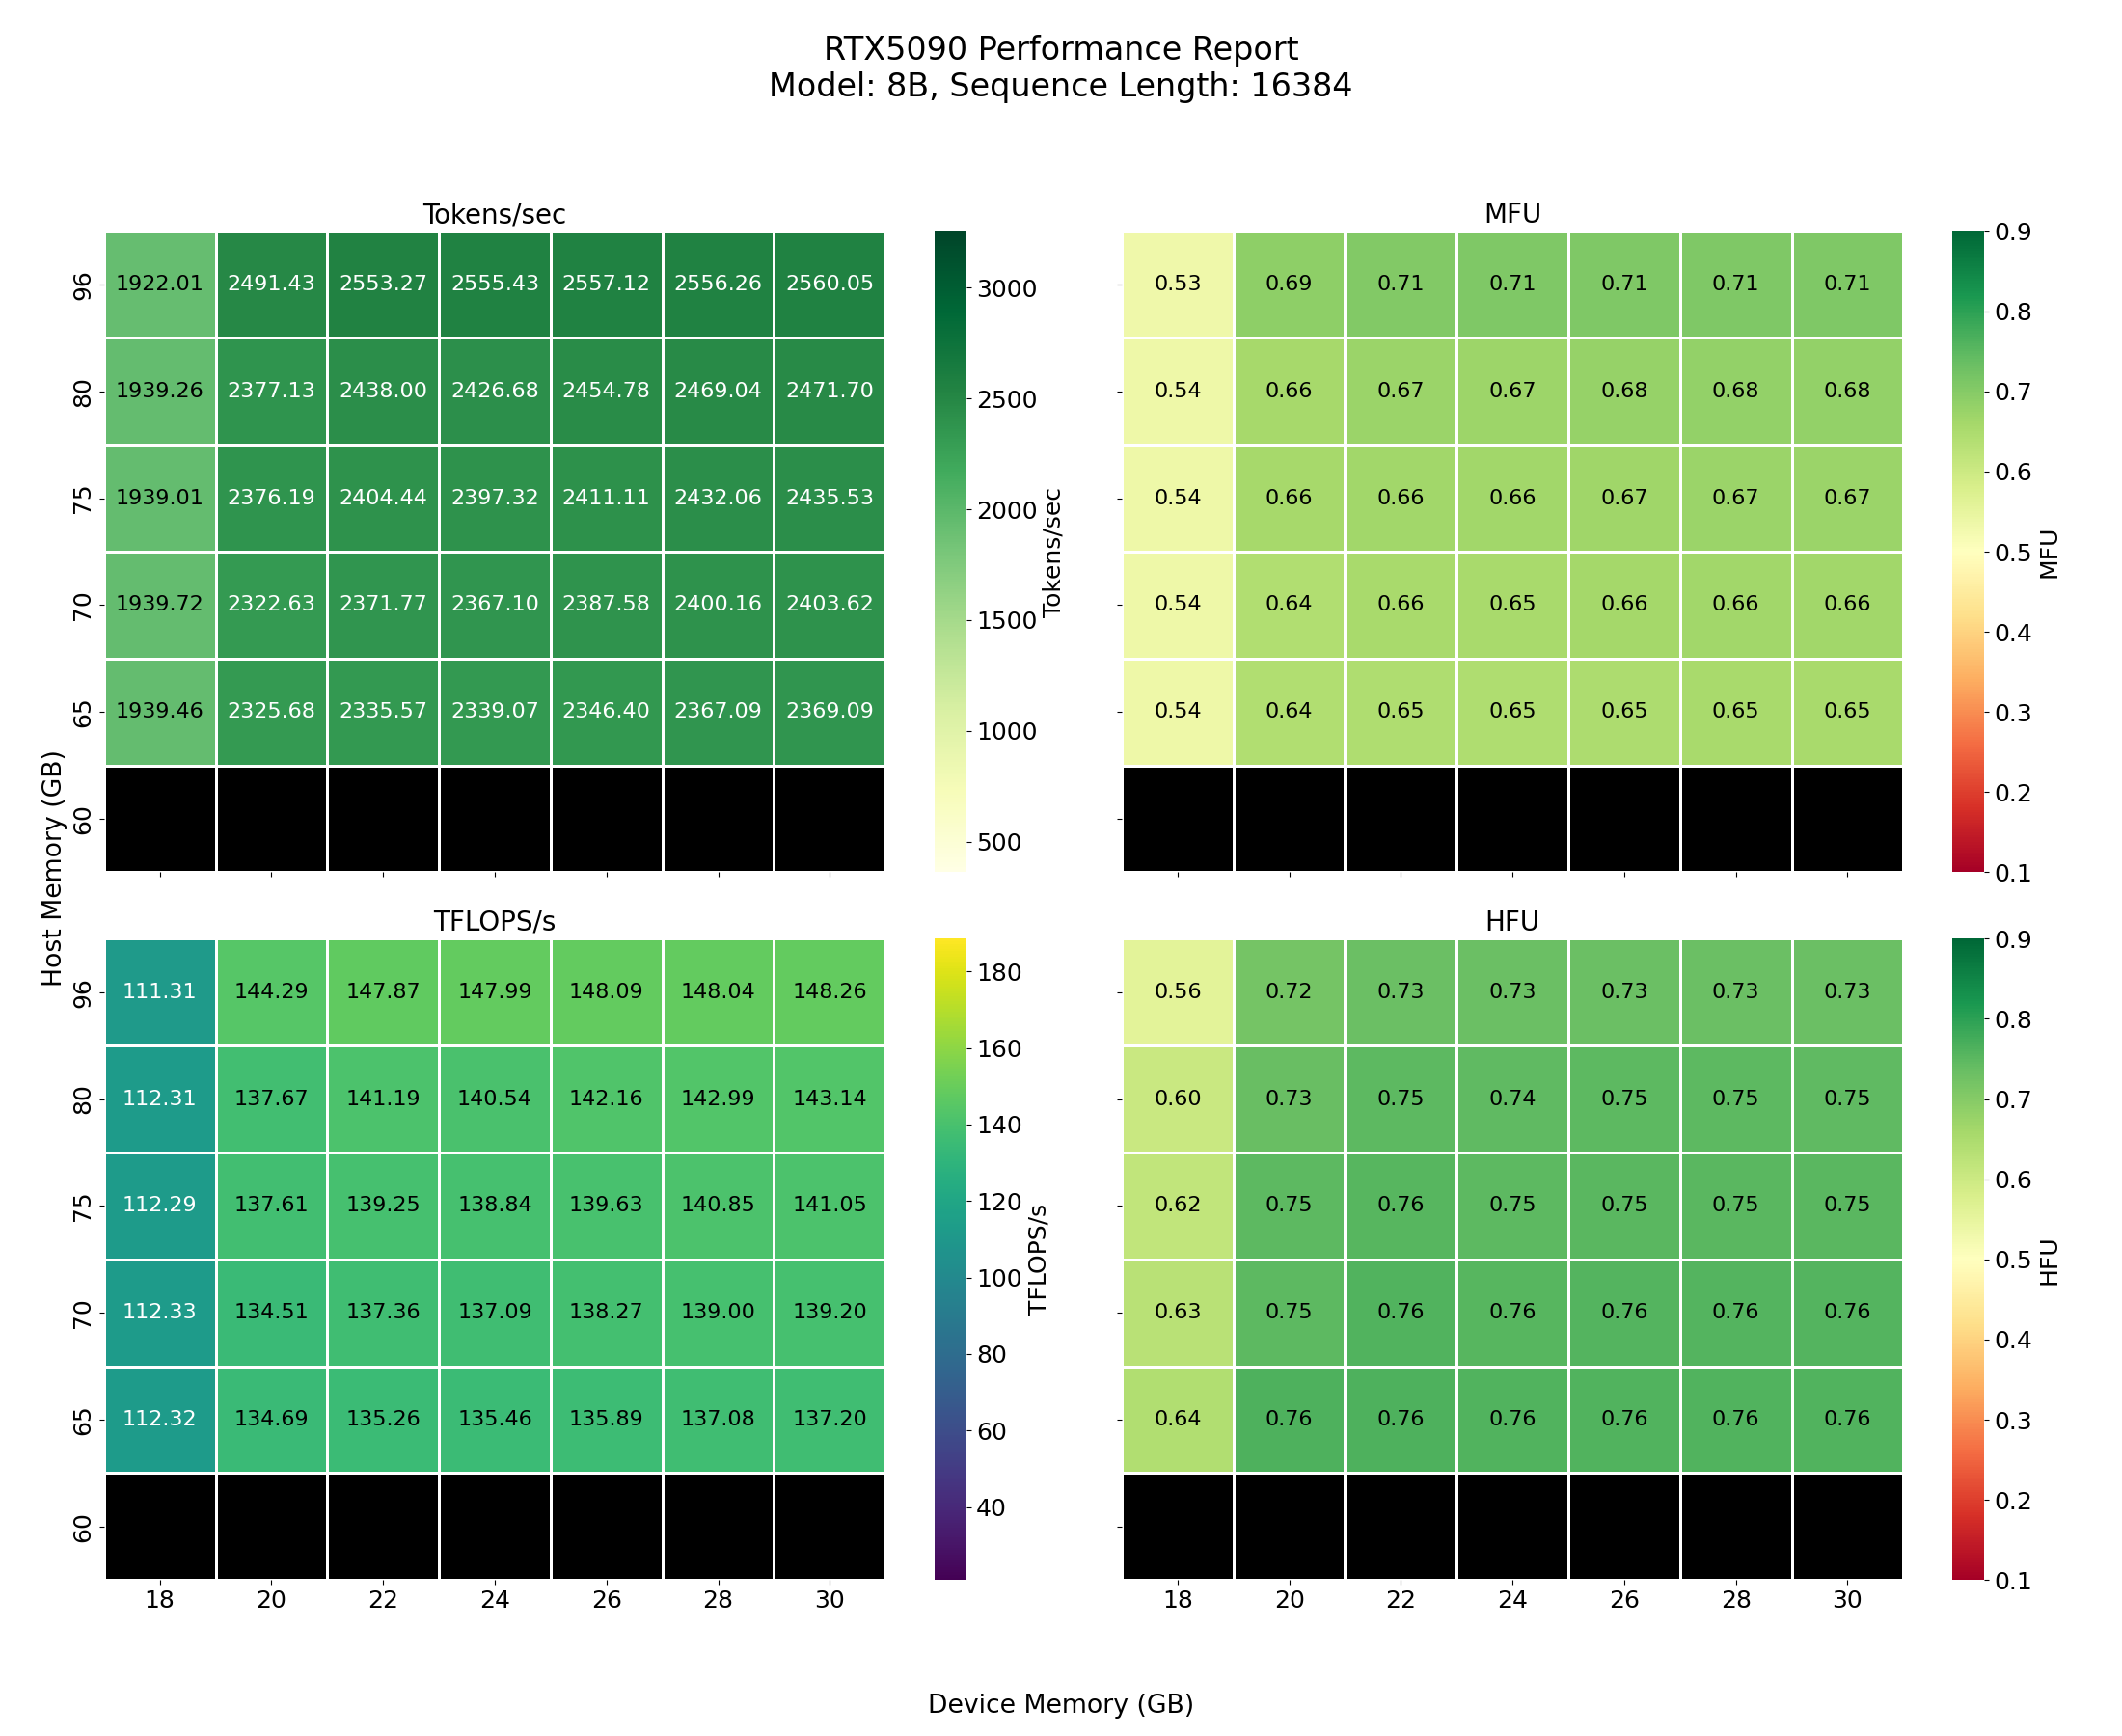 RTX5090 Performance Report
Model: 8B, Sequence Length: 16384
Tokens/sec
96 1922.01 2491.43 2553.27 2555.43 2557.12 2556.26 2560.05
80 1939.26 2377.13 2438.00 2426.68 2454.78 2469.04 2471.70
75 1939.01 2376.19 2404.44 2397.32 2411.11 2432.06 2435.53
70 1939.72 2322.63 2371.77 2367.10 2387.58 2400.16 2403.62
65 1939.46 2325.68 2335.57 2339.07 2346.40 2367.09 2369.09
60
3000
2500
2000
1500
1000
500
Tokens/sec
MFU
0.53 0.69 0.71 0.71 0.71 0.71 0.71
0.54 0.66 0.67 0.67 0.68 0.68 0.68
0.54 0.66 0.66 0.66 0.67 0.67 0.67
0.54 0.64 0.66 0.65 0.66 0.66 0.66
0.54 0.64 0.65 0.65 0.65 0.65 0.65
0.9
0.8
0.7
0.6
0.5
0.4
0.3
0.2
0.1
MFU
Host Memory (GB)
TFLOPS/s
96 111.31 144.29 147.87 147.99 148.09 148.04 148.26
80 112.31 137.67 141.19 140.54 142.16 142.99 143.14
75 112.29 137.61 139.25 138.84 139.63 140.85 141.05
70 112.33 134.51 137.36 137.09 138.27 139.00 139.20
65 112.32 134.69 135.26 135.46 135.89 137.08 137.20
60
18 20 22 24 26 28 30
180
160
140
120
100
80
60
40
TFLOPS/s
HFU
0.56 0.72 0.73 0.73 0.73 0.73 0.73
0.60 0.73 0.75 0.74 0.75 0.75 0.75
0.62 0.75 0.76 0.75 0.75 0.75 0.75
0.63 0.75 0.76 0.76 0.76 0.76 0.76
0.64 0.76 0.76 0.76 0.76 0.76 0.76
18 20 22 24 26 28 30
0.9
0.8
0.7
0.6
0.5
0.4
0.3
0.2
0.1
HFU
Device Memory (GB)